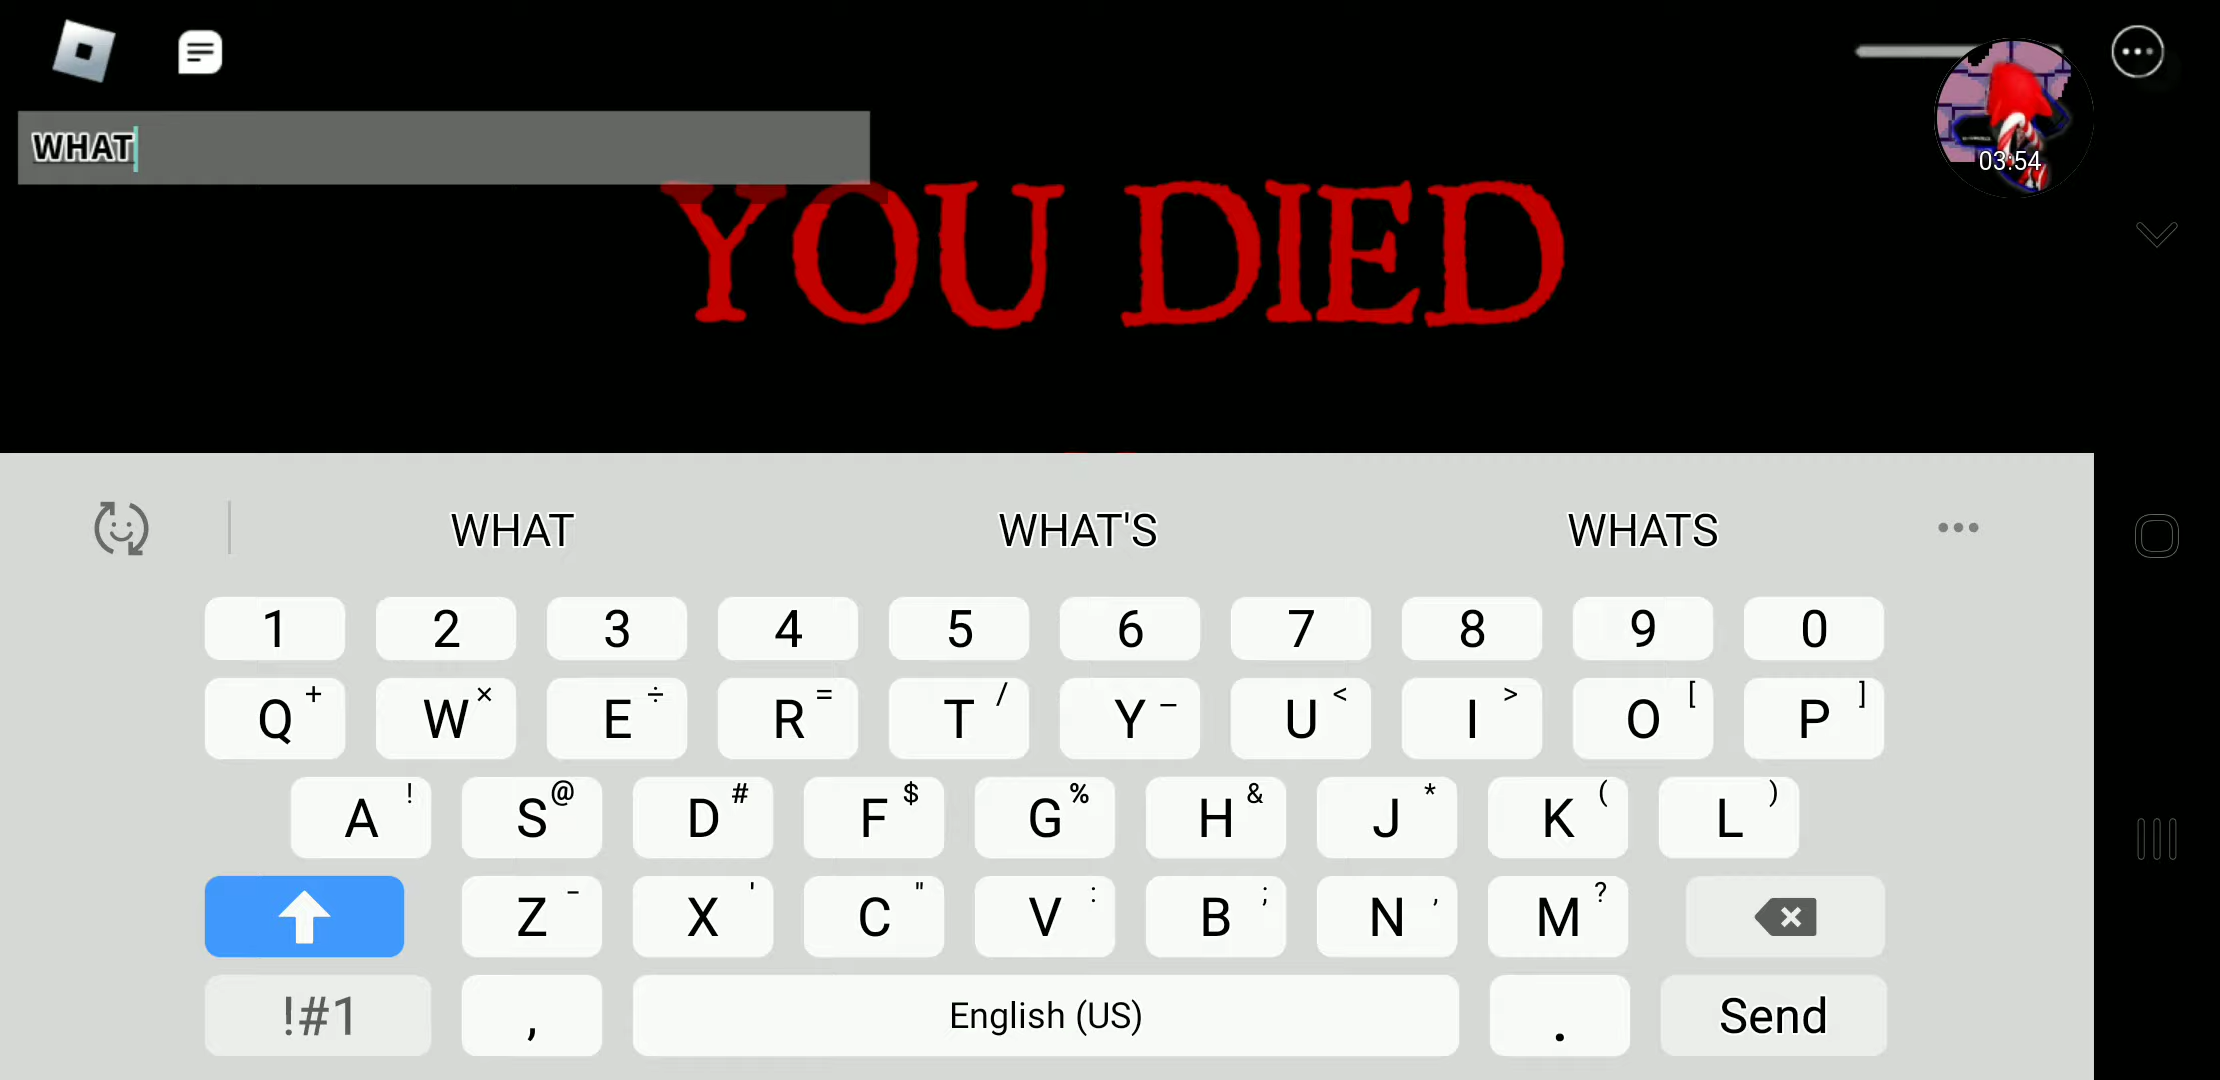 WHAT
03:54
YOU DIED
WHAT WHAT'S WHATS
1 2 3 4 5 6 7 8 9 0
Q + W × E ÷ R = T / Y – U < I > O [ P ]
A ! S @ D # F $ G % H & J * K ( L )
Z - X ' C " V : B ; N , M ?
!#1 , English (US) . Send